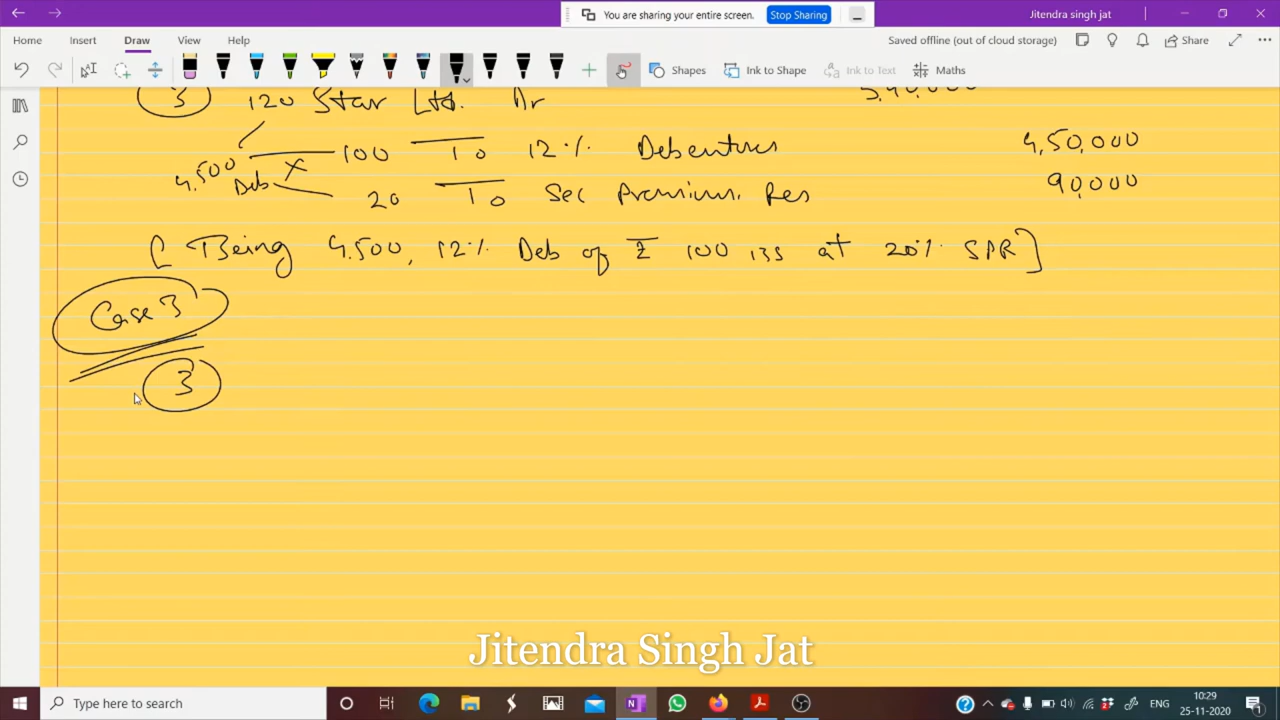 You are sharing your entire screen. Stop Sharing
Jitendra singh jat
Home Insert Draw View Help
Saved offline (out of cloud storage) Share
Shapes Ink to Shape Ink to Text Maths
3 120 Star Ltd. Dr 5,40,000
4,500 Deb X 100 To 12% Debentures 4,50,000
20 To Sec Premium. Res 90,000
[Being 4,500, 12% Deb of ₹ 100 iss at 20% SPR]
Case 3
3
Jitendra Singh Jat
Type here to search
ENG
10:29
25-11-2020